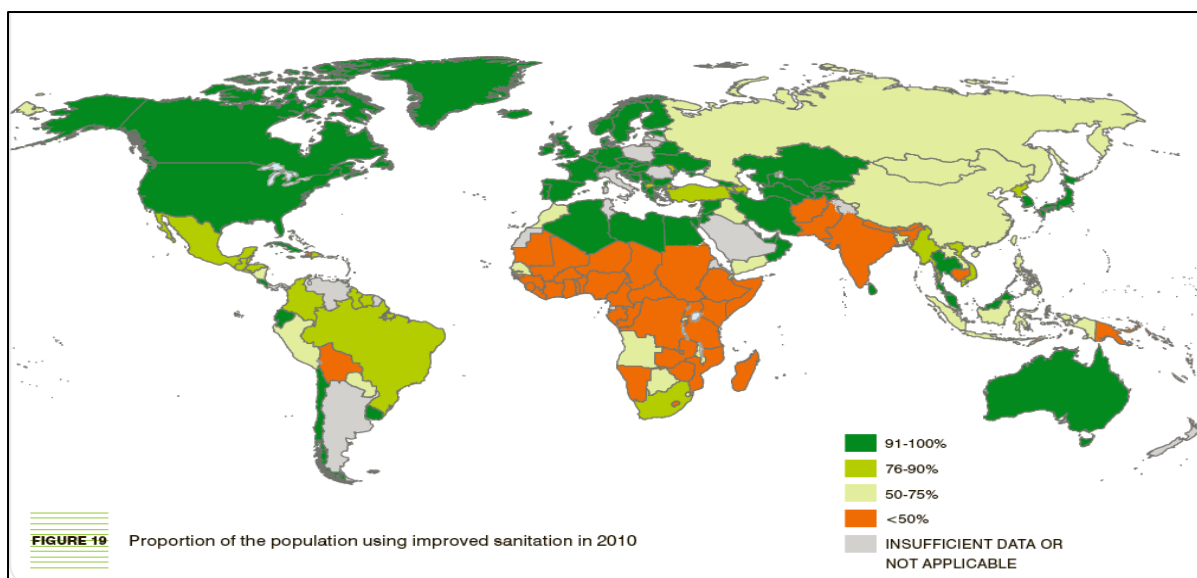 91-100%
76-90%
50-75%
<50%
INSUFFICIENT DATA OR
NOT APPLICABLE
FIGURE 19 Proportion of the population using improved sanitation in 2010